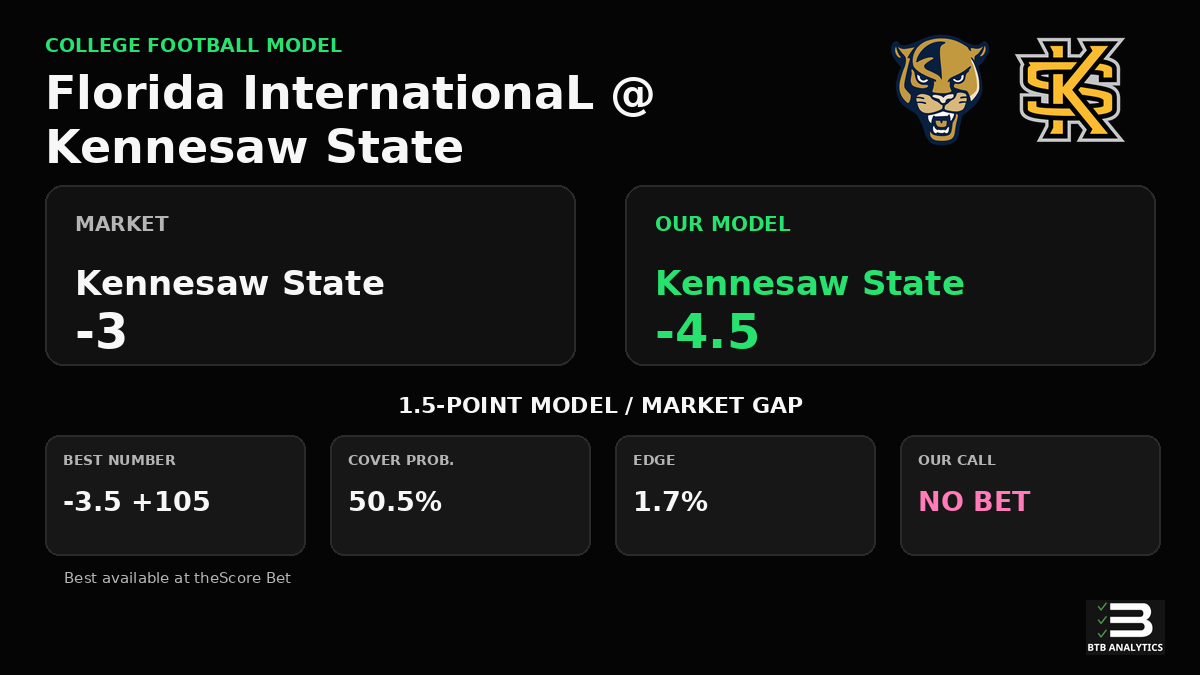 COLLEGE FOOTBALL MODEL
Florida InternationaL @
Kennesaw State
KS
MARKET
Kennesaw State
-3
OUR MODEL
Kennesaw State
-4.5
1.5-POINT MODEL / MARKET GAP
BEST NUMBER
-3.5 +105
COVER PROB.
50.5%
EDGE
1.7%
OUR CALL
NO BET
Best available at theScore Bet
B
BTB ANALYTICS